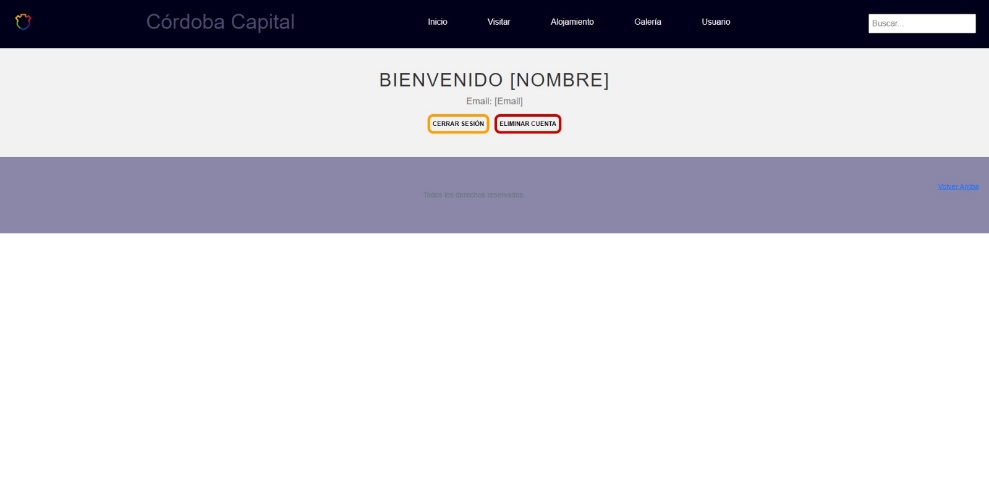 Córdoba Capital
Inicio Visitar Alojamiento Galería Usuario
Buscar...
BIENVENIDO [NOMBRE]
Email: [Email]
CERRAR SESIÓN ELIMINAR CUENTA
Volver Arriba
Todos los derechos reservados